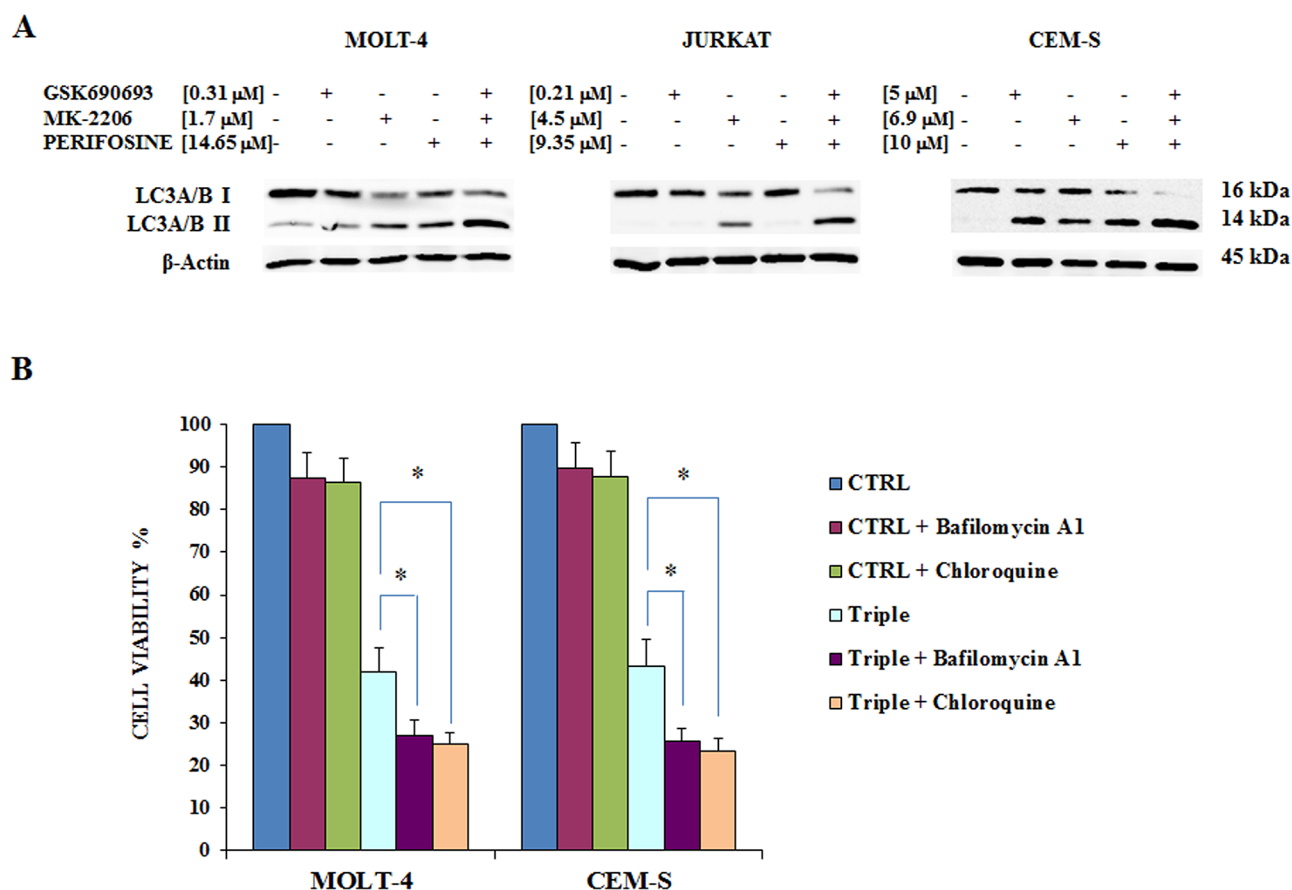 A
MOLT-4 JURKAT CEM-S
GSK690693 [0.31 µM] - + - - + [0.21 µM] - + - - + [5 µM] - + - - +
MK-2206 [1.7 µM] - - + - + [4.5 µM] - - + - + [6.9 µM] - - + - +
PERIFOSINE [14.65 µM] - - - + + [9.35 µM] - - - + + [10 µM] - - - + +
LC3A/B I 16 kDa
LC3A/B II 14 kDa
β-Actin 45 kDa
B
CELL VIABILITY %
100
90
80
70
60
50
40
30
20
10
0
* *
* *
MOLT-4 CEM-S
CTRL
CTRL + Bafilomycin A1
CTRL + Chloroquine
Triple
Triple + Bafilomycin A1
Triple + Chloroquine